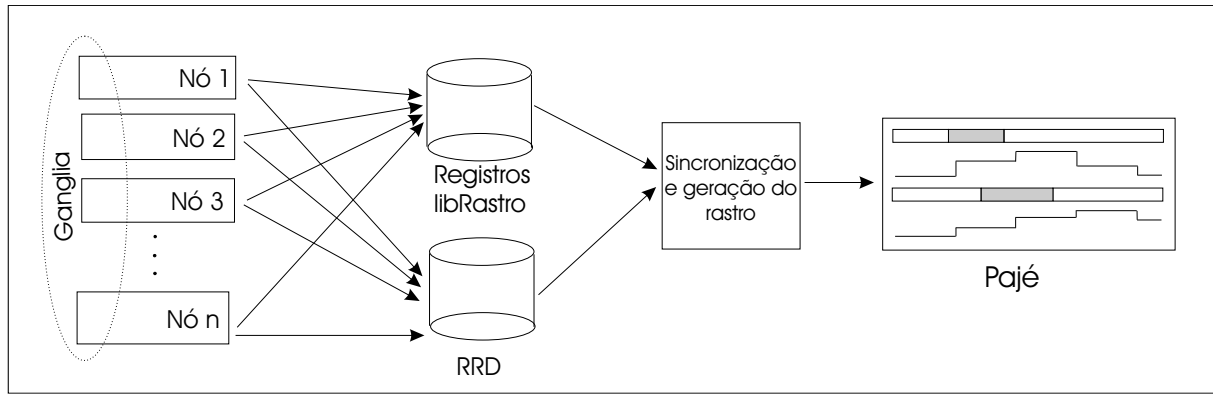 Ganglia
Nó 1
Nó 2
Nó 3
Nó n
Registros
libRastro
RRD
Sincronização
e geração do
rastro
Pajé